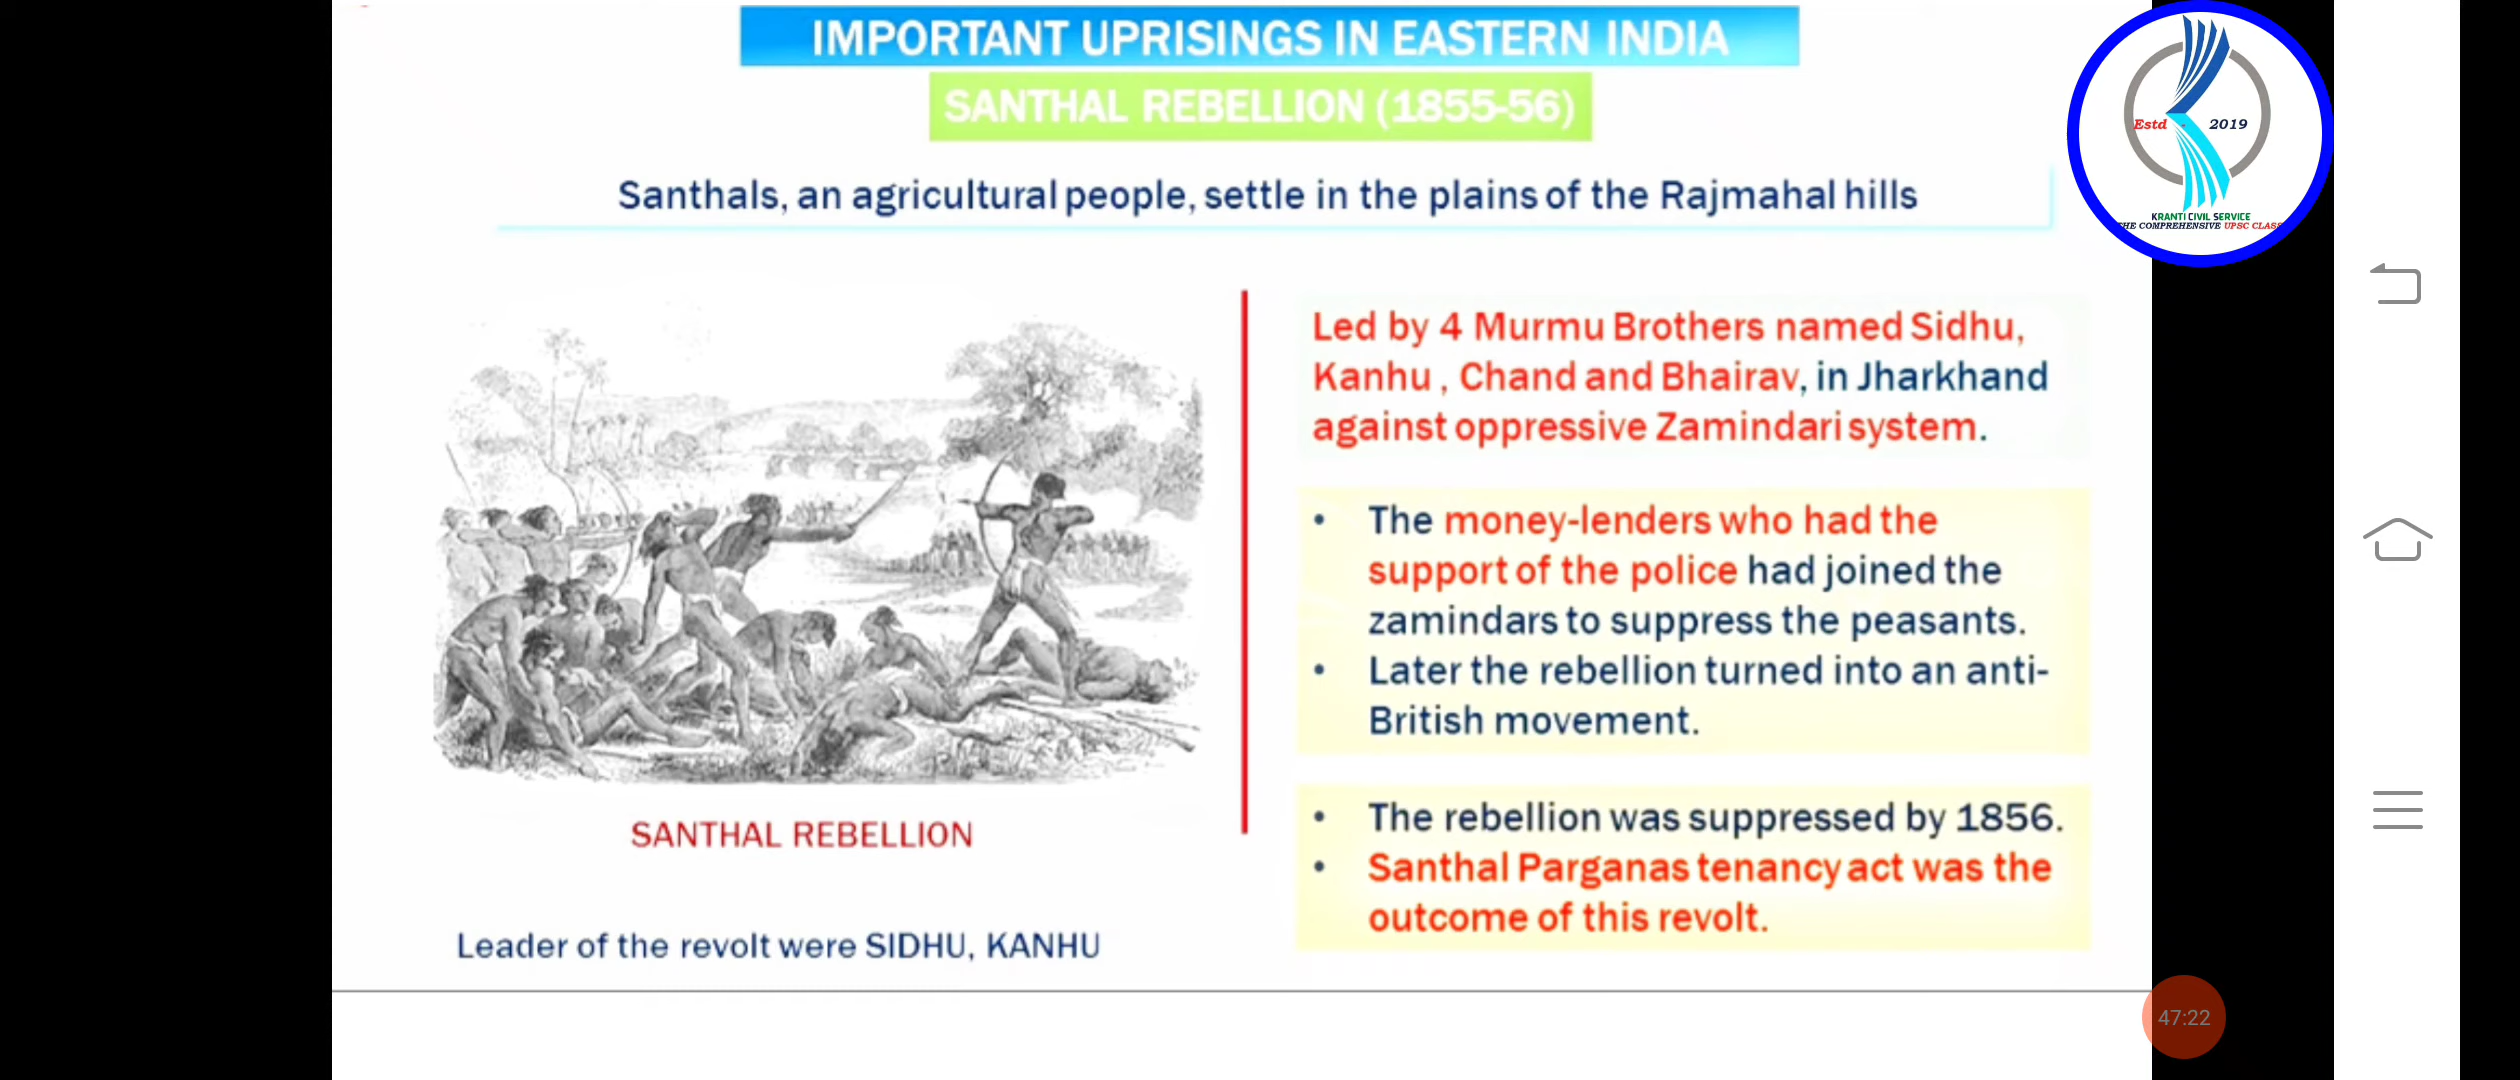 IMPORTANT UPRISINGS IN EASTERN INDIA
SANTHAL REBELLION (1855-56)
Estd - 2019
KRANTI CIVIL SERVICE
THE COMPREHENSIVE UPSC CLASS
Santhals, an agricultural people, settle in the plains of the Rajmahal hills
Led by 4 Murmu Brothers named Sidhu,
Kanhu , Chand and Bhairav, in Jharkhand
against oppressive Zamindari system.
• The money-lenders who had the
support of the police had joined the
zamindars to suppress the peasants.
• Later the rebellion turned into an anti-
British movement.
• The rebellion was suppressed by 1856.
• Santhal Parganas tenancy act was the
outcome of this revolt.
SANTHAL REBELLION
Leader of the revolt were SIDHU, KANHU
47:22